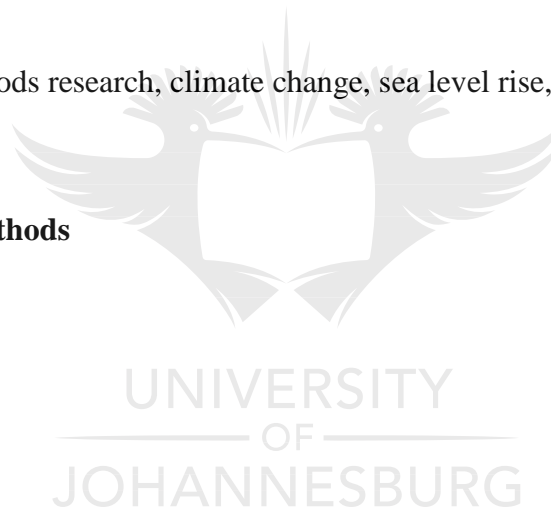 ods research, climate change, sea level rise,
thods
UNIVERSITY
OF
JOHANNESBURG